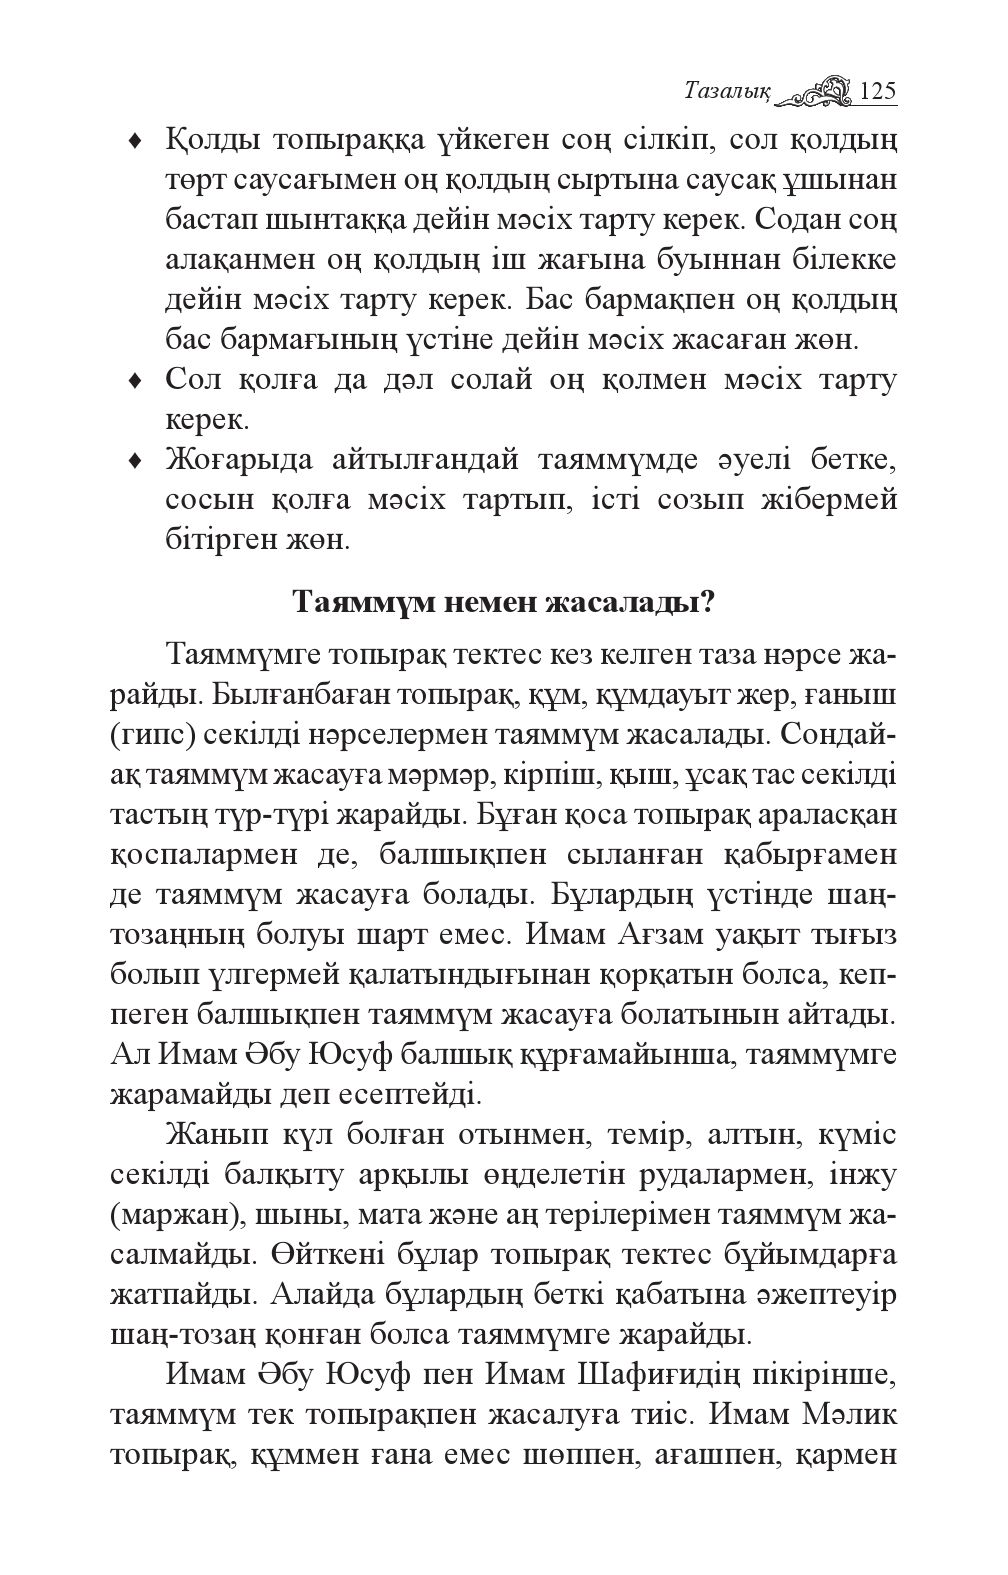 Тазалық 125
♦ Қолды топыраққа үйкеген соң сілкіп, сол қолдың
төрт саусағымен оң қолдың сыртына саусақ ұшынан
бастап шынтаққа дейін мәсіх тарту керек. Содан соң
алақанмен оң қолдың іш жағына буыннан білекке
дейін мәсіх тарту керек. Бас бармақпен оң қолдың
бас бармағының үстіне дейін мәсіх жасаған жөн.
♦ Сол қолға да дәл солай оң қолмен мәсіх тарту
керек.
♦ Жоғарыда айтылғандай таяммүмде әуелі бетке,
сосын қолға мәсіх тартып, істі созып жібермей
бітірген жөн.
Таяммүм немен жасалады?
Таяммүмге топырақ тектес кез келген таза нәрсе жа-
райды. Былғанбаған топырақ, құм, құмдауыт жер, ғаныш
(гипс) секілді нәрселермен таяммүм жасалады. Сондай-
ақ таяммүм жасауға мәрмәр, кірпіш, қыш, ұсақ тас секілді
тастың түр-түрі жарайды. Бұған қоса топырақ араласқан
қоспалармен де, балшықпен сыланған қабырғамен
де таяммүм жасауға болады. Бұлардың үстінде шаң-
тозаңның болуы шарт емес. Имам Ағзам уақыт тығыз
болып үлгермей қалатындығынан қорқатын болса, кеп-
пеген балшықпен таяммүм жасауға болатынын айтады.
Ал Имам Әбу Юсуф балшық құрғамайынша, таяммүмге
жарамайды деп есептейді.
Жанып күл болған отынмен, темір, алтын, күміс
секілді балқыту арқылы өңделетін рудалармен, інжу
(маржан), шыны, мата және аң терілерімен таяммүм жа-
салмайды. Өйткені бұлар топырақ тектес бұйымдарға
жатпайды. Алайда бұлардың беткі қабатына әжептеуір
шаң-тозаң қонған болса таяммүмге жарайды.
Имам Әбу Юсуф пен Имам Шафиғидің пікірінше,
таяммүм тек топырақпен жасалуға тиіс. Имам Мәлик
топырақ, құммен ғана емес шөппен, ағашпен, қармен